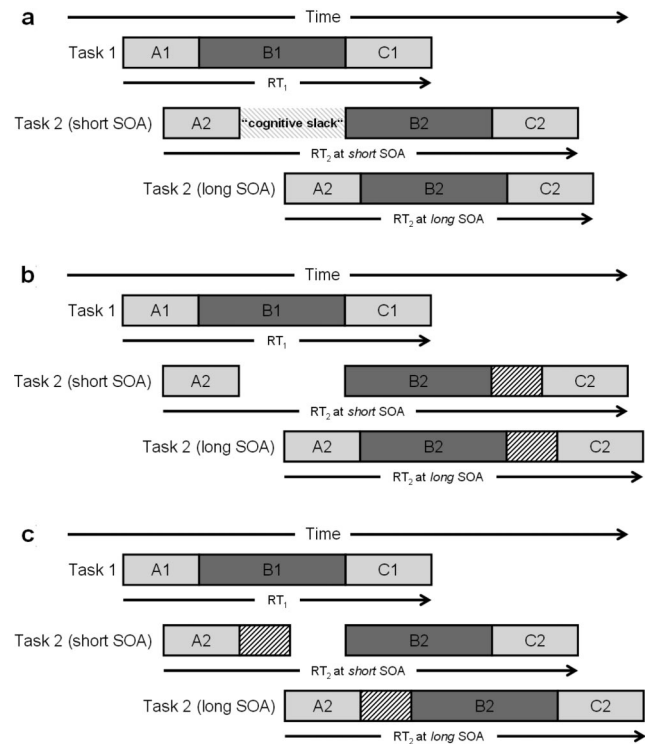 a
Time
Task 1 A1 B1 C1
RT₁
Task 2 (short SOA) A2 "cognitive slack" B2 C2
RT₂ at short SOA
Task 2 (long SOA) A2 B2 C2
RT₂ at long SOA
b
Time
Task 1 A1 B1 C1
RT₁
Task 2 (short SOA) A2 B2 C2
RT₂ at short SOA
Task 2 (long SOA) A2 B2 C2
RT₂ at long SOA
c
Time
Task 1 A1 B1 C1
RT₁
Task 2 (short SOA) A2 B2 C2
RT₂ at short SOA
Task 2 (long SOA) A2 B2 C2
RT₂ at long SOA